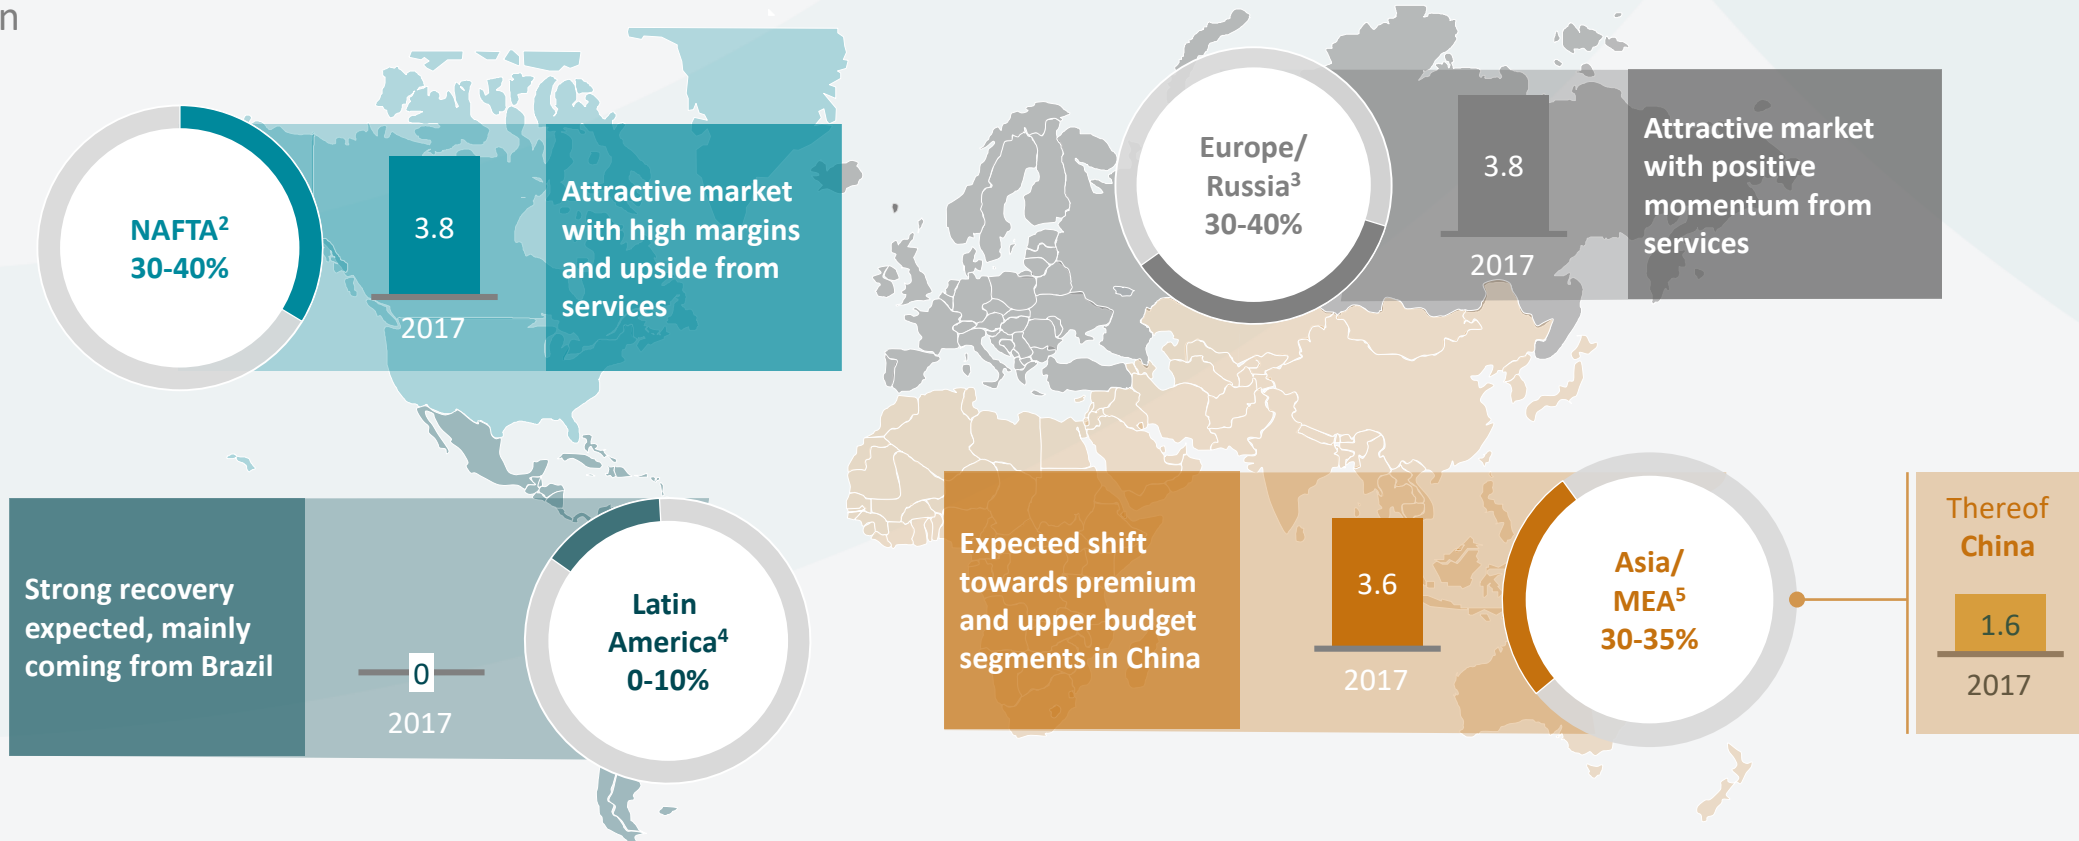 NAFTA2
30-40%
3.8
2017
Attractive market
with high margins
and upside from
services
Europe/
Russia3
30-40%
3.8
2017
Attractive market
with positive
momentum from
services
Strong recovery
expected, mainly
coming from Brazil
0
2017
Latin
America4
0-10%
Expected shift
towards premium
and upper budget
segments in China
3.6
2017
Asia/
MEA5
30-35%
Thereof
China
1.6
2017